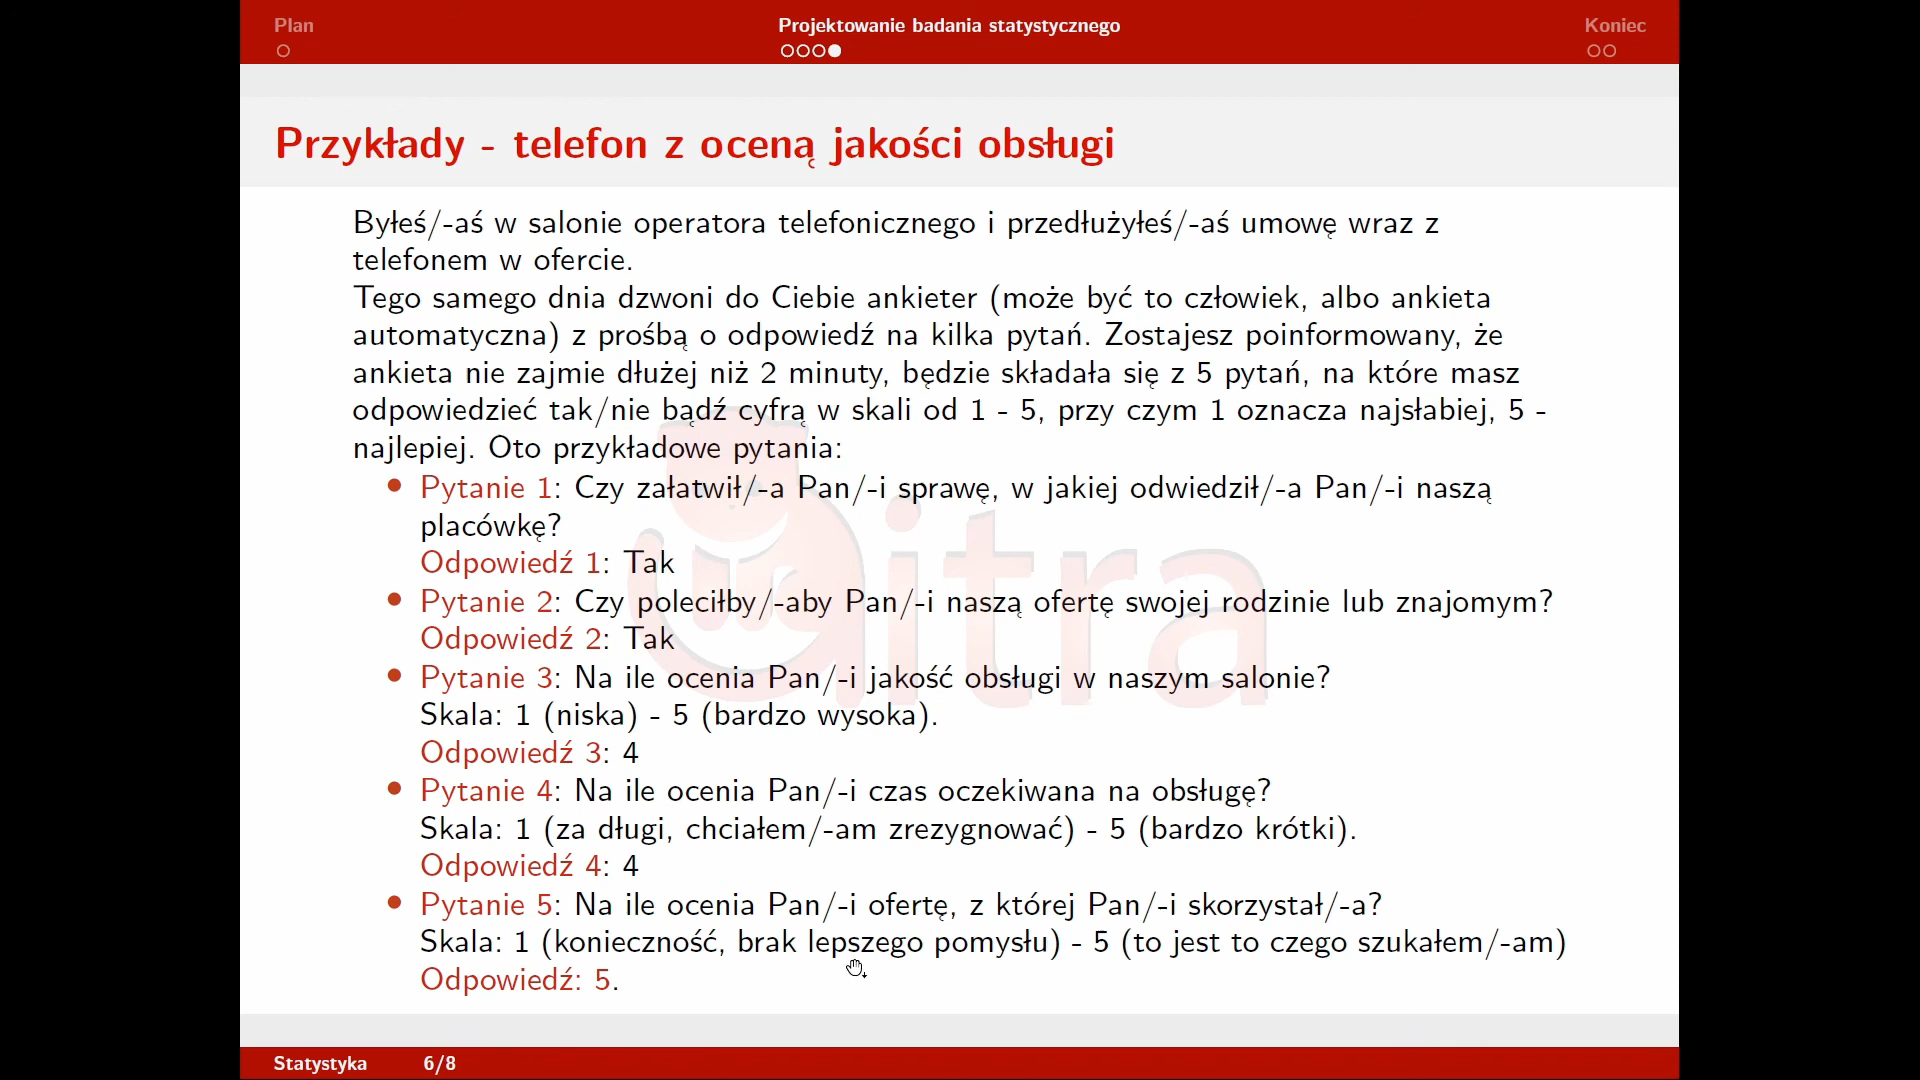 Plan
Projektowanie badania statystycznego
Koniec
Przykłady - telefon z oceną jakości obsługi
Byłeś/-aś w salonie operatora telefonicznego i przedłużyłeś/-aś umowę wraz z
telefonem w ofercie.
Tego samego dnia dzwoni do Ciebie ankieter (może być to człowiek, albo ankieta
automatyczna) z prośbą o odpowiedź na kilka pytań. Zostajesz poinformowany, że
ankieta nie zajmie dłużej niż 2 minuty, będzie składała się z 5 pytań, na które masz
odpowiedzieć tak/nie bądź cyfrą w skali od 1 - 5, przy czym 1 oznacza najsłabiej, 5 -
najlepiej. Oto przykładowe pytania:
• Pytanie 1: Czy załatwił/-a Pan/-i sprawę, w jakiej odwiedził/-a Pan/-i naszą
placówkę?
Odpowiedź 1: Tak
• Pytanie 2: Czy poleciłby/-aby Pan/-i naszą ofertę swojej rodzinie lub znajomym?
Odpowiedź 2: Tak
• Pytanie 3: Na ile ocenia Pan/-i jakość obsługi w naszym salonie?
Skala: 1 (niska) - 5 (bardzo wysoka).
Odpowiedź 3: 4
• Pytanie 4: Na ile ocenia Pan/-i czas oczekiwana na obsługę?
Skala: 1 (za długi, chciałem/-am zrezygnować) - 5 (bardzo krótki).
Odpowiedź 4: 4
• Pytanie 5: Na ile ocenia Pan/-i ofertę, z której Pan/-i skorzystał/-a?
Skala: 1 (konieczność, brak lepszego pomysłu) - 5 (to jest to czego szukałem/-am)
Odpowiedź: 5.
Statystyka 6/8